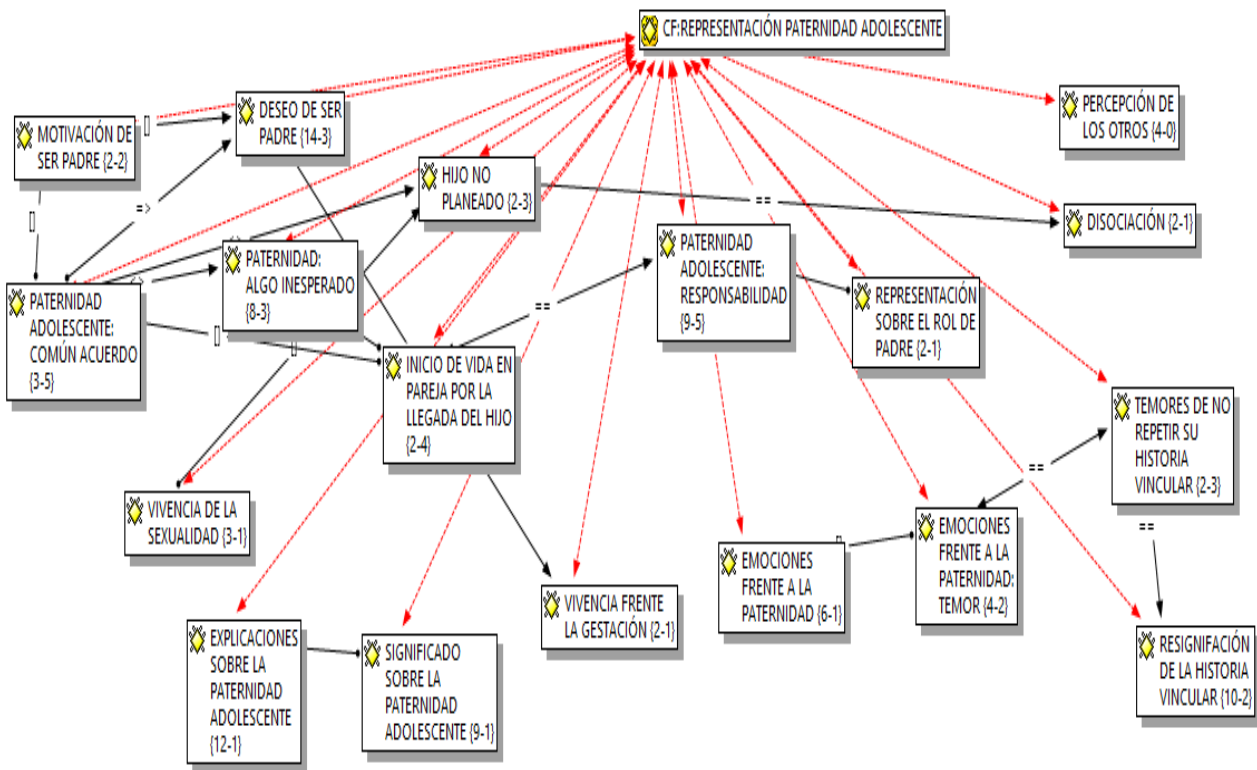 CF:REPRESENTACIÓN PATERNIDAD ADOLESCENTE
DESEO DE SER
PADRE {14-3}
PERCEPCIÓN DE
LOS OTROS {4-0}
MOTIVACIÓN DE
SER PADRE {2-2}
[]
HIJO NO
PLANEADO {2-3}
==
=>
[]
DISOCIACIÓN {2-1}
PATERNIDAD
ADOLESCENTE:
RESPONSABILIDAD
{9-5}
PATERNIDAD:
ALGO INESPERADO
{8-3}
<>
<>
REPRESENTACIÓN
SOBRE EL ROL DE
PADRE {2-1}
PATERNIDAD
ADOLESCENTE:
COMÚN ACUERDO
{3-5}
==
[]
[]
INICIO DE VIDA EN
PAREJA POR LA
LLEGADA DEL HIJO
{2-4}
TEMORES DE NO
REPETIR SU
HISTORIA
VINCULAR {2-3}
==
VIVENCIA DE LA
SEXUALIDAD {3-1}
EMOCIONES
FRENTE A LA
PATERNIDAD:
TEMOR {4-2}
==
EMOCIONES
FRENTE A LA
PATERNIDAD {6-1}
[]
VIVENCIA FRENTE
LA GESTACIÓN {2-1}
EXPLICACIONES
SOBRE LA
PATERNIDAD
ADOLESCENTE
{12-1}
SIGNIFICADO
SOBRE LA
PATERNIDAD
ADOLESCENTE {9-1}
RESIGNIFACIÓN
DE LA HISTORIA
VINCULAR {10-2}